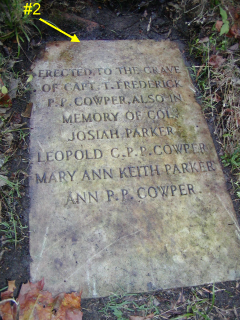 #2
ERECTED TO THE GRAVE
OF CAPT. T. FREDERICK
P.P. COWPER, ALSO IN
MEMORY OF COL.
JOSIAH PARKER
LEOPOLD C. P. P. COWPER
MARY ANN KEITH PARKER
ANN P. P. COWPER